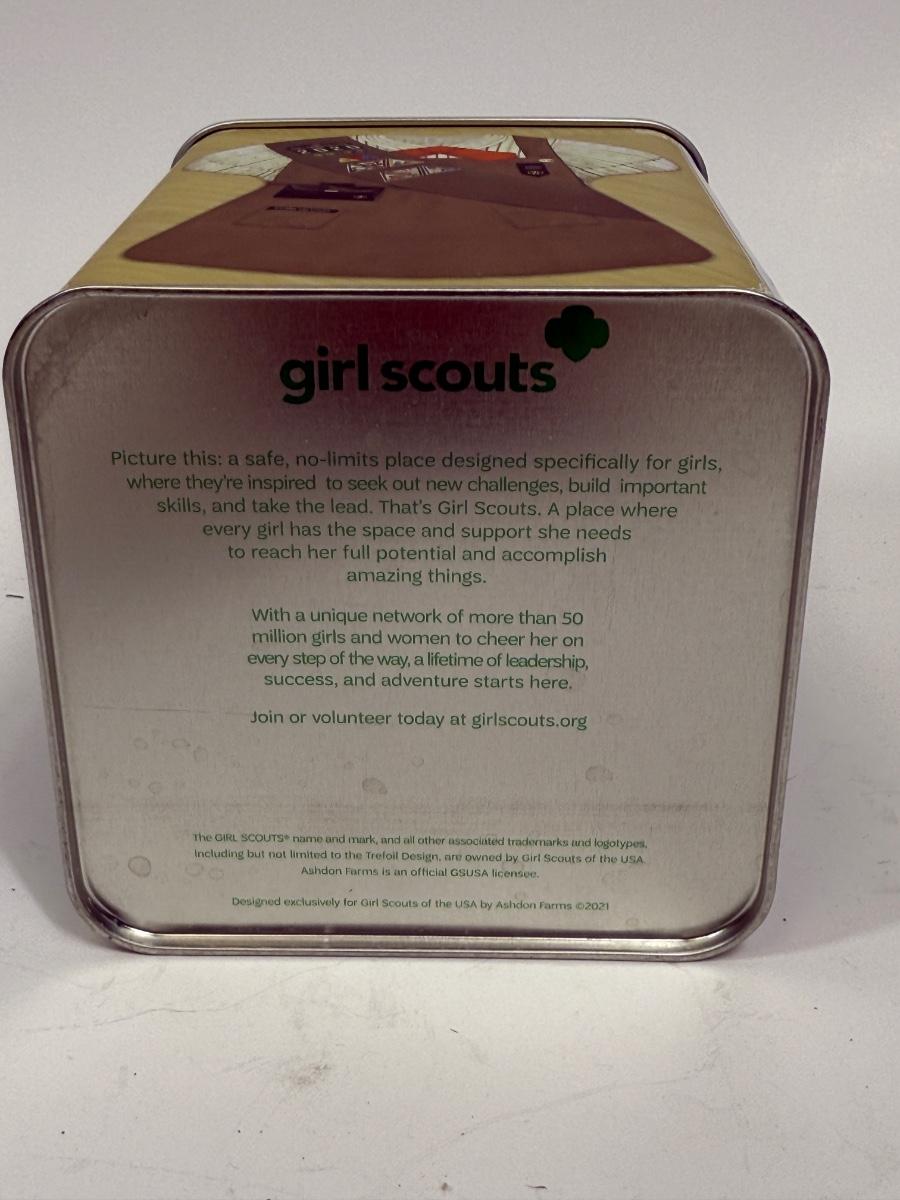 girl scouts
Picture this: a safe, no-limits place designed specifically for girls,
where they're inspired to seek out new challenges, build important
skills, and take the lead. That's Girl Scouts. A place where
every girl has the space and support she needs
to reach her full potential and accomplish
amazing things.
With a unique network of more than 50
million girls and women to cheer her on
every step of the way, a lifetime of leadership,
success, and adventure starts here.
Join or volunteer today at girlscouts.org
The GIRL SCOUTS® name and mark, and all other associated trademarks and logotypes,
including but not limited to the Trefoil Design, are owned by Girl Scouts of the USA.
Ashdon Farms is an official GSUSA licensee.
Designed exclusively for Girl Scouts of the USA by Ashdon Farms ©2021